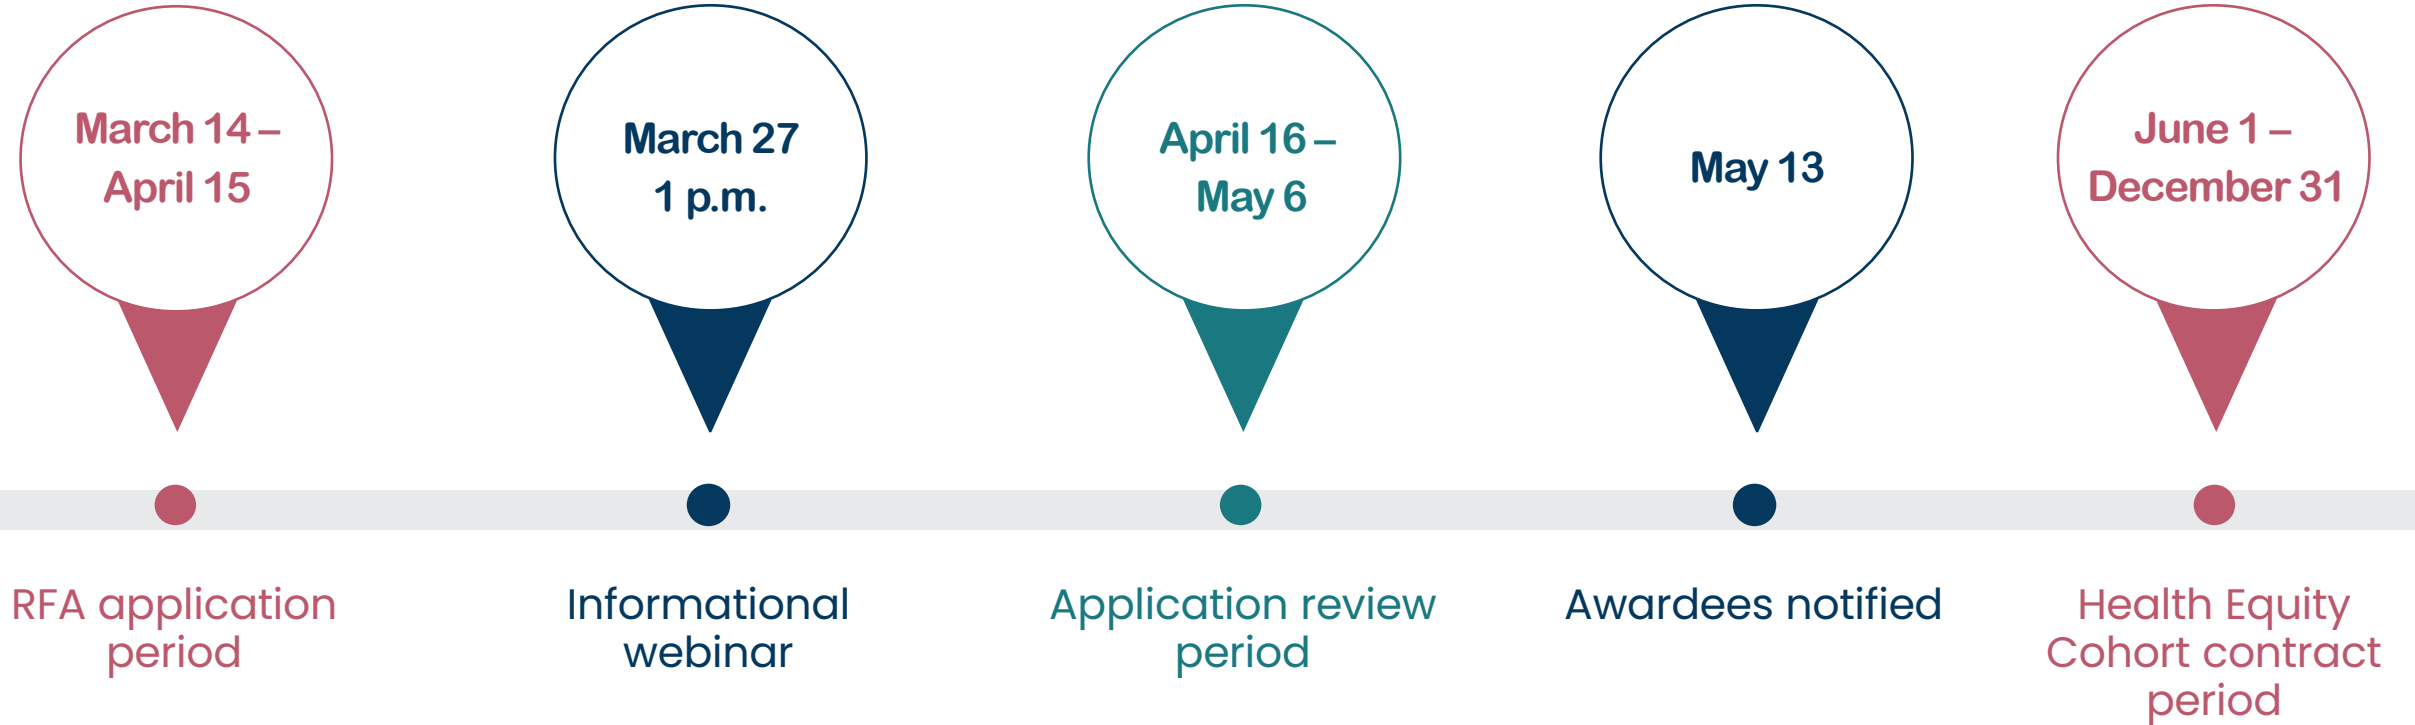 March 14 –
April 15
March 27
1 p.m.
April 16 –
May 6
May 13
June 1 –
December 31
RFA application
period
Informational
webinar
Application review
period
Awardees notified
Health Equity
Cohort contract
period